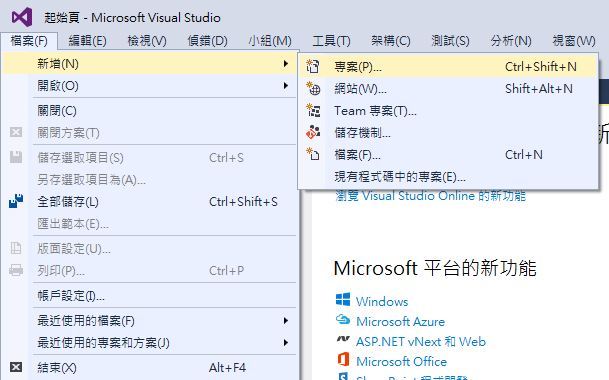 起始頁 - Microsoft Visual Studio
檔案(F) 編輯(E) 檢視(V) 偵錯(D) 小組(M) 工具(T) 架構(C) 測試(S) 分析(N) 視窗(W)
新增(N)
開啟(O)
關閉(C)
關閉方案(T)
儲存選取項目(S) Ctrl+S
另存選取項目為(A)...
全部儲存(L) Ctrl+Shift+S
匯出範本(E)...
版面設定(U)...
列印(P)... Ctrl+P
帳戶設定(I)...
最近使用的檔案(F)
最近使用的專案和方案(J)
結束(X) Alt+F4
專案(P)... Ctrl+Shift+N
網站(W)... Shift+Alt+N
Team 專案(T)...
儲存機制...
檔案(F)... Ctrl+N
現有程式碼中的專案(E)...
瀏覽 Visual Studio Online 的新功能
Microsoft 平台的新功能
Windows
Microsoft Azure
ASP.NET vNext 和 Web
Microsoft Office